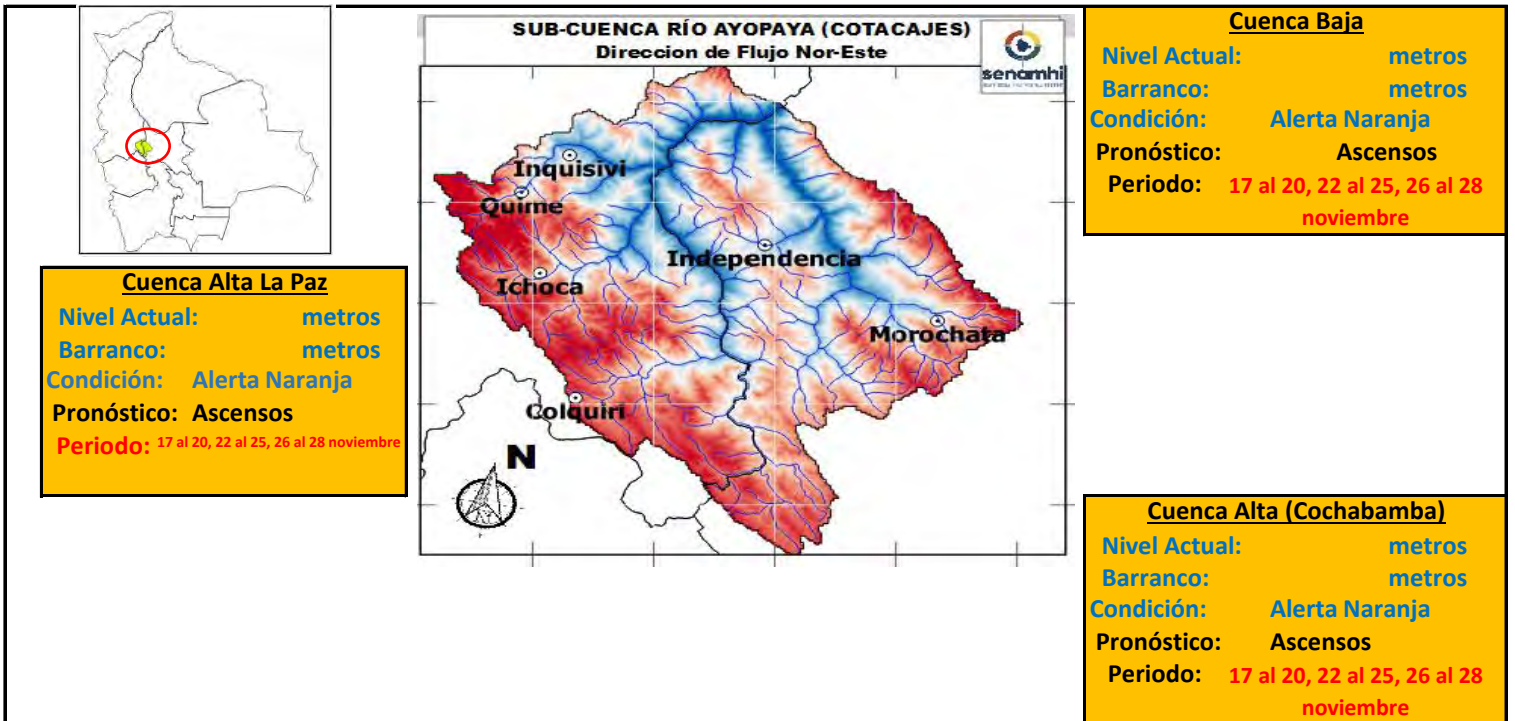 SUB-CUENCA RÍO AYOPAYA (COTACAJES)
Direccion de Flujo Nor-Este
senamhi
Inquisivi
Quime
Independencia
Ichoca
Morochata
Colquiri
N
Cuenca Baja
Nivel Actual: metros
Barranco: metros
Condición: Alerta Naranja
Pronóstico: Ascensos
Periodo: 17 al 20, 22 al 25, 26 al 28
noviembre
Cuenca Alta La Paz
Nivel Actual: metros
Barranco: metros
Condición: Alerta Naranja
Pronóstico: Ascensos
Periodo: 17 al 20, 22 al 25, 26 al 28 noviembre
Cuenca Alta (Cochabamba)
Nivel Actual: metros
Barranco: metros
Condición: Alerta Naranja
Pronóstico: Ascensos
Periodo: 17 al 20, 22 al 25, 26 al 28
noviembre